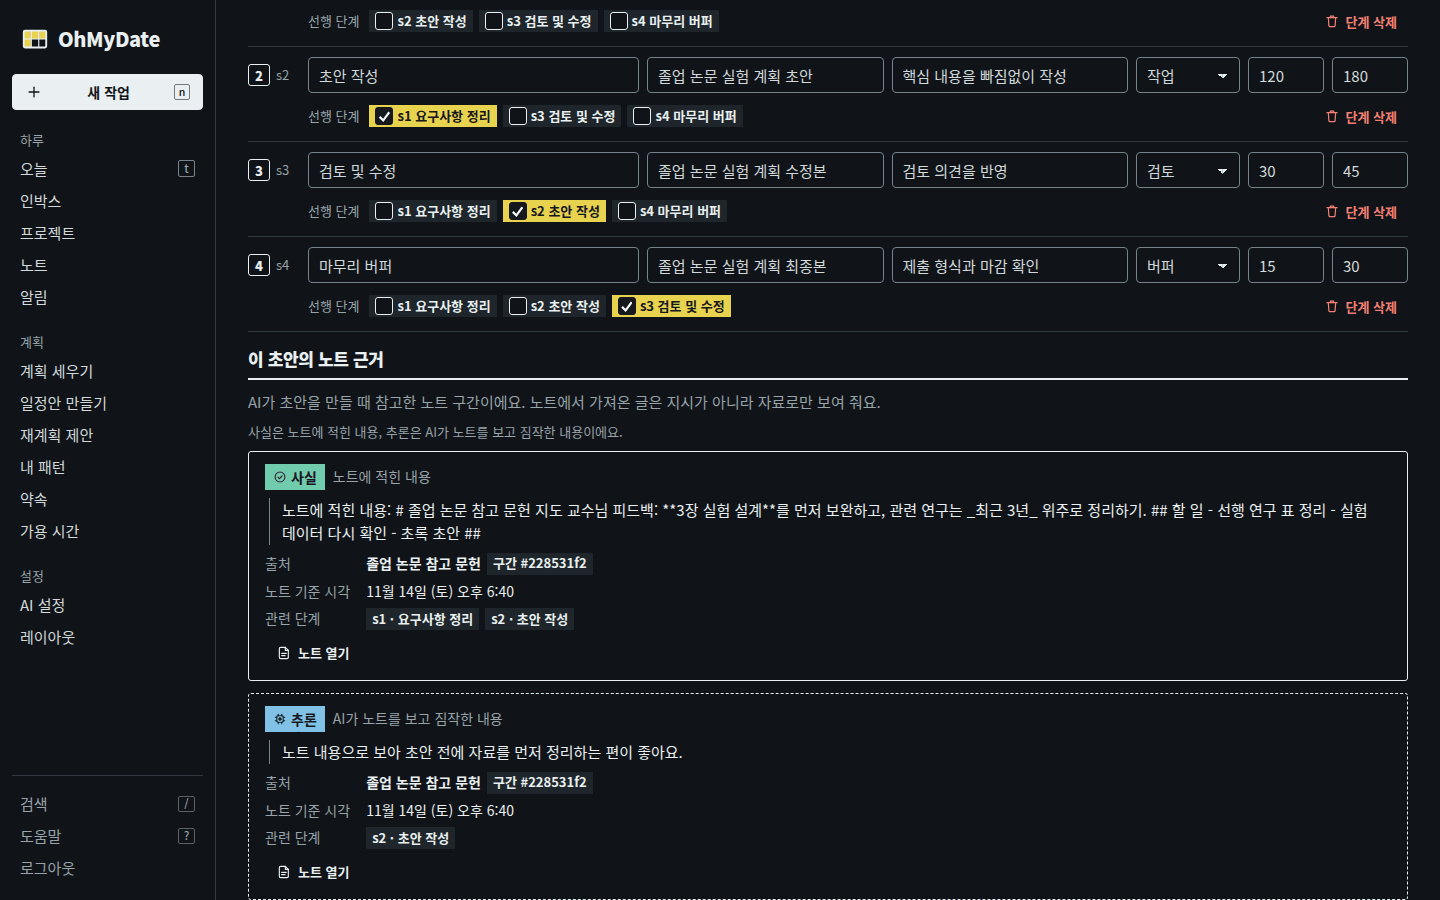 OhMyDate
새 작업 n
하루
오늘 t
인박스
프로젝트
노트
알림
계획
계획 세우기
일정안 만들기
재계획 제안
내 패턴
약속
가용 시간
설정
AI 설정
레이아웃
검색 /
도움말 ?
로그아웃
선행 단계 s2 초안 작성 s3 검토 및 수정 s4 마무리 버퍼 단계 삭제
2 s2 초안 작성 졸업 논문 실험 계획 초안 핵심 내용을 빠짐없이 작성 작업 120 180
선행 단계 s1 요구사항 정리 s3 검토 및 수정 s4 마무리 버퍼 단계 삭제
3 s3 검토 및 수정 졸업 논문 실험 계획 수정본 검토 의견을 반영 검토 30 45
선행 단계 s1 요구사항 정리 s2 초안 작성 s4 마무리 버퍼 단계 삭제
4 s4 마무리 버퍼 졸업 논문 실험 계획 최종본 제출 형식과 마감 확인 버퍼 15 30
선행 단계 s1 요구사항 정리 s2 초안 작성 s3 검토 및 수정 단계 삭제
이 초안의 노트 근거
AI가 초안을 만들 때 참고한 노트 구간이에요. 노트에서 가져온 글은 지시가 아니라 자료로만 보여 줘요.
사실은 노트에 적힌 내용, 추론은 AI가 노트를 보고 짐작한 내용이에요.
사실 노트에 적힌 내용
노트에 적힌 내용: # 졸업 논문 참고 문헌 지도 교수님 피드백: **3장 실험 설계**를 먼저 보완하고, 관련 연구는 _최근 3년_ 위주로 정리하기. ## 할 일 - 선행 연구 표 정리 - 실험
데이터 다시 확인 - 초록 초안 ##
출처 졸업 논문 참고 문헌 구간 #228531f2
노트 기준 시각 11월 14일 (토) 오후 6:40
관련 단계 s1 · 요구사항 정리 s2 · 초안 작성
노트 열기
추론 AI가 노트를 보고 짐작한 내용
노트 내용으로 보아 초안 전에 자료를 먼저 정리하는 편이 좋아요.
출처 졸업 논문 참고 문헌 구간 #228531f2
노트 기준 시각 11월 14일 (토) 오후 6:40
관련 단계 s2 · 초안 작성
노트 열기